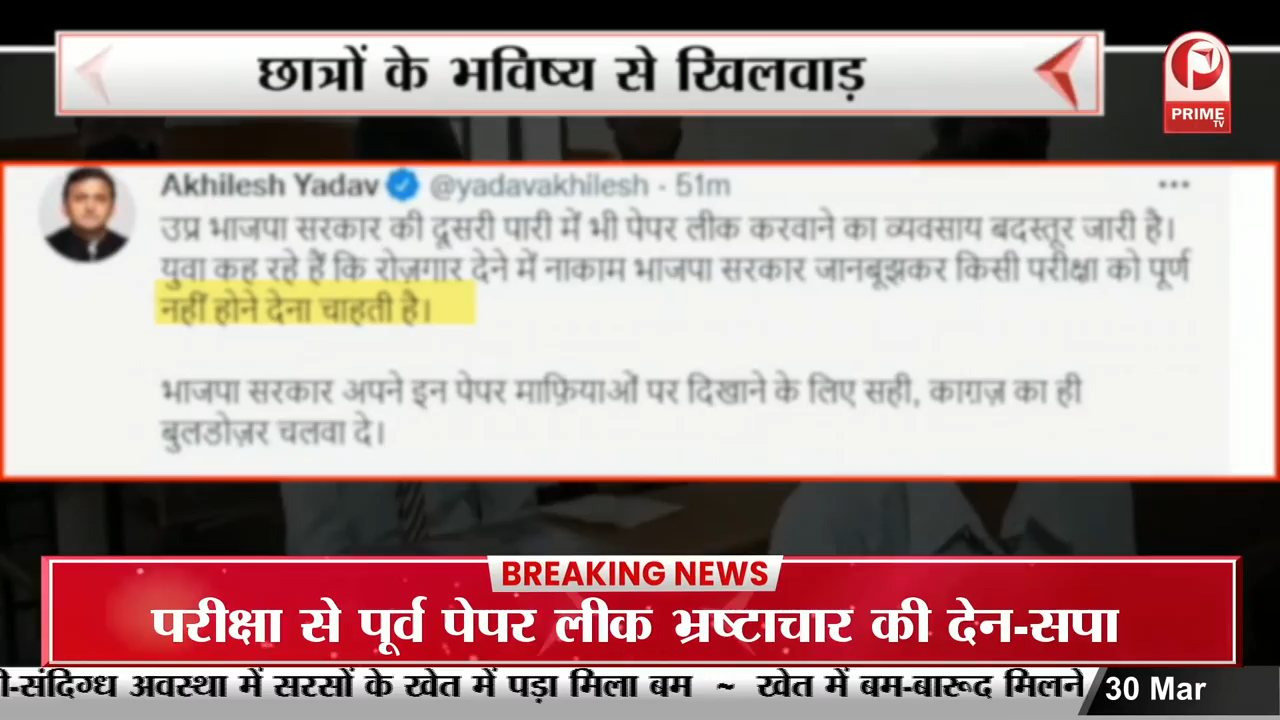 छात्रों के भविष्य से खिलवाड़
PRIME
TV
Akhilesh Yadav @yadavakhilesh · 51m
उप्र भाजपा सरकार की दूसरी पारी में भी पेपर लीक करवाने का व्यवसाय बदस्तूर जारी है।
युवा कह रहे हैं कि रोज़गार देने में नाकाम भाजपा सरकार जानबूझकर किसी परीक्षा को पूर्ण
नहीं होने देना चाहती है।
भाजपा सरकार अपने इन पेपर माफ़ियाओं पर दिखाने के लिए सही, काग़ज़ का ही
बुलडोज़र चलवा दे।
BREAKING NEWS
परीक्षा से पूर्व पेपर लीक भ्रष्टाचार की देन-सपा
ी-संदिग्ध अवस्था में सरसों के खेत में पड़ा मिला बम ~ खेत में बम-बारूद मिलने
30 Mar